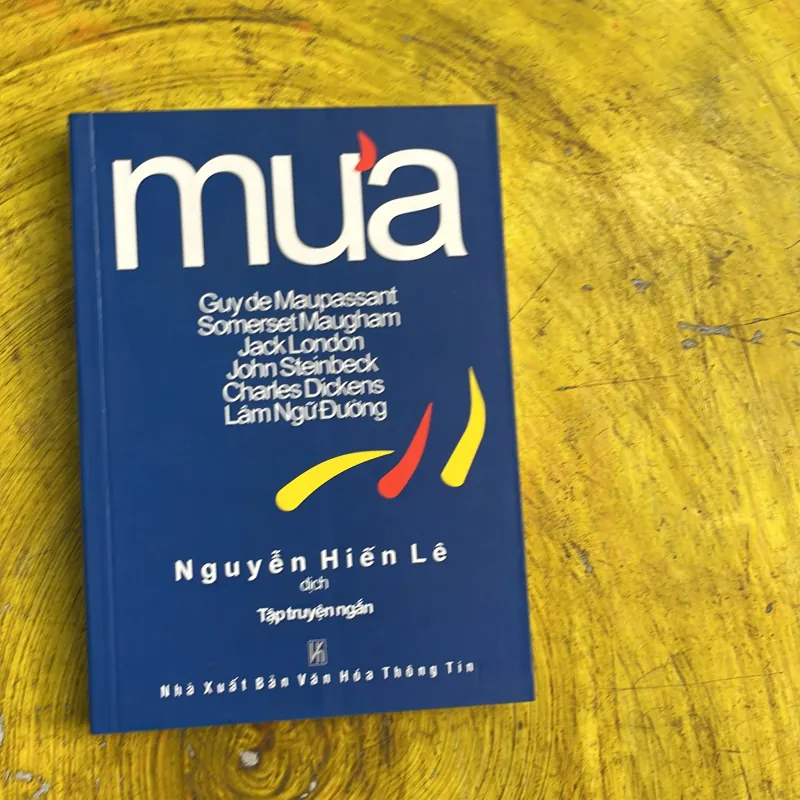 mưa
Guy de Maupassant
Somerset Maugham
Jack London
John Steinbeck
Charles Dickens
Lâm Ngữ Đường
Nguyễn Hiến Lê
dịch
Tập truyện ngắn
Nhà Xuất Bản Văn Hóa Thông Tin